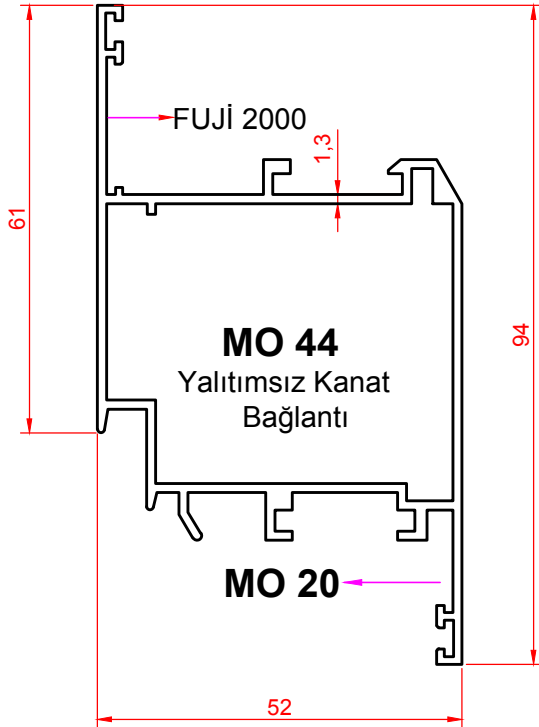 FUJİ 2000
1,3
61
94
MO 44
Yalıtımsız Kanat
Bağlantı
MO 20
52